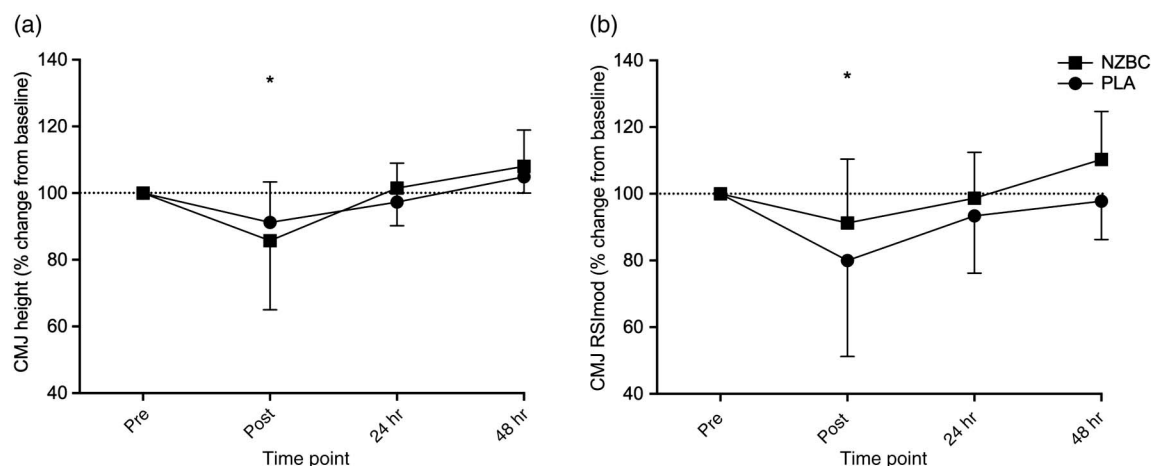 (a)
CMJ height (% change from baseline)
140
120
100
80
60
40
*
Pre
Post
24 hr
48 hr
Time point
(b)
CMJ RSImod (% change from baseline)
140
120
100
80
60
40
*
NZBC
PLA
Pre
Post
24 hr
48 hr
Time point